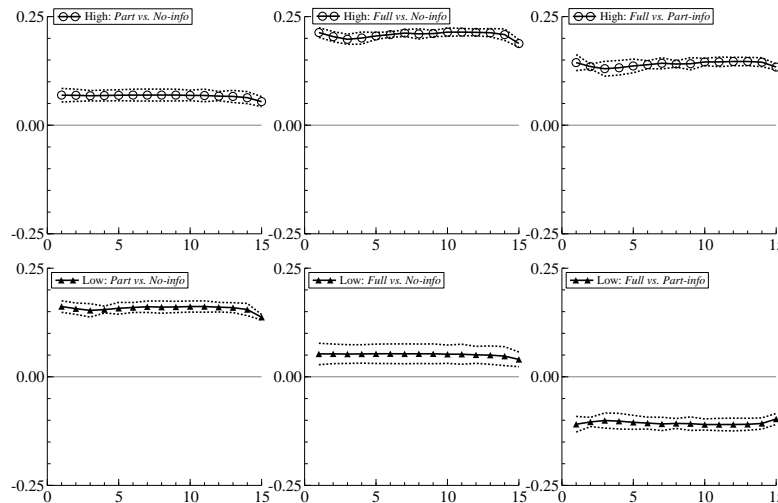 0.25 High: Part vs. No-info 0.25 High: Full vs. No-info 0.25 High: Full vs. Part-info
0.00 0.00 0.00
-0.25 -0.25 -0.25
0 5 10 15 0 5 10 15 0 5 10 15
0.25 Low: Part vs. No-info 0.25 Low: Full vs. No-info 0.25 Low: Full vs. Part-info
0.00 0.00 0.00
-0.25 -0.25 -0.25
0 5 10 15 0 5 10 15 0 5 10 15